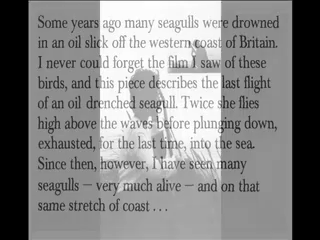 Some years ago many seagulls were drowned
in an oil slick off the western coast of Britain.
I never could forget the film I saw of these
birds, and this piece describes the last flight
of an oil drenched seagull. Twice she flies
high above the waves before plunging down,
exhausted, for the last time, into the sea.
Since then, however, I have seen many
seagulls – very much alive – and on that
same stretch of coast . . .